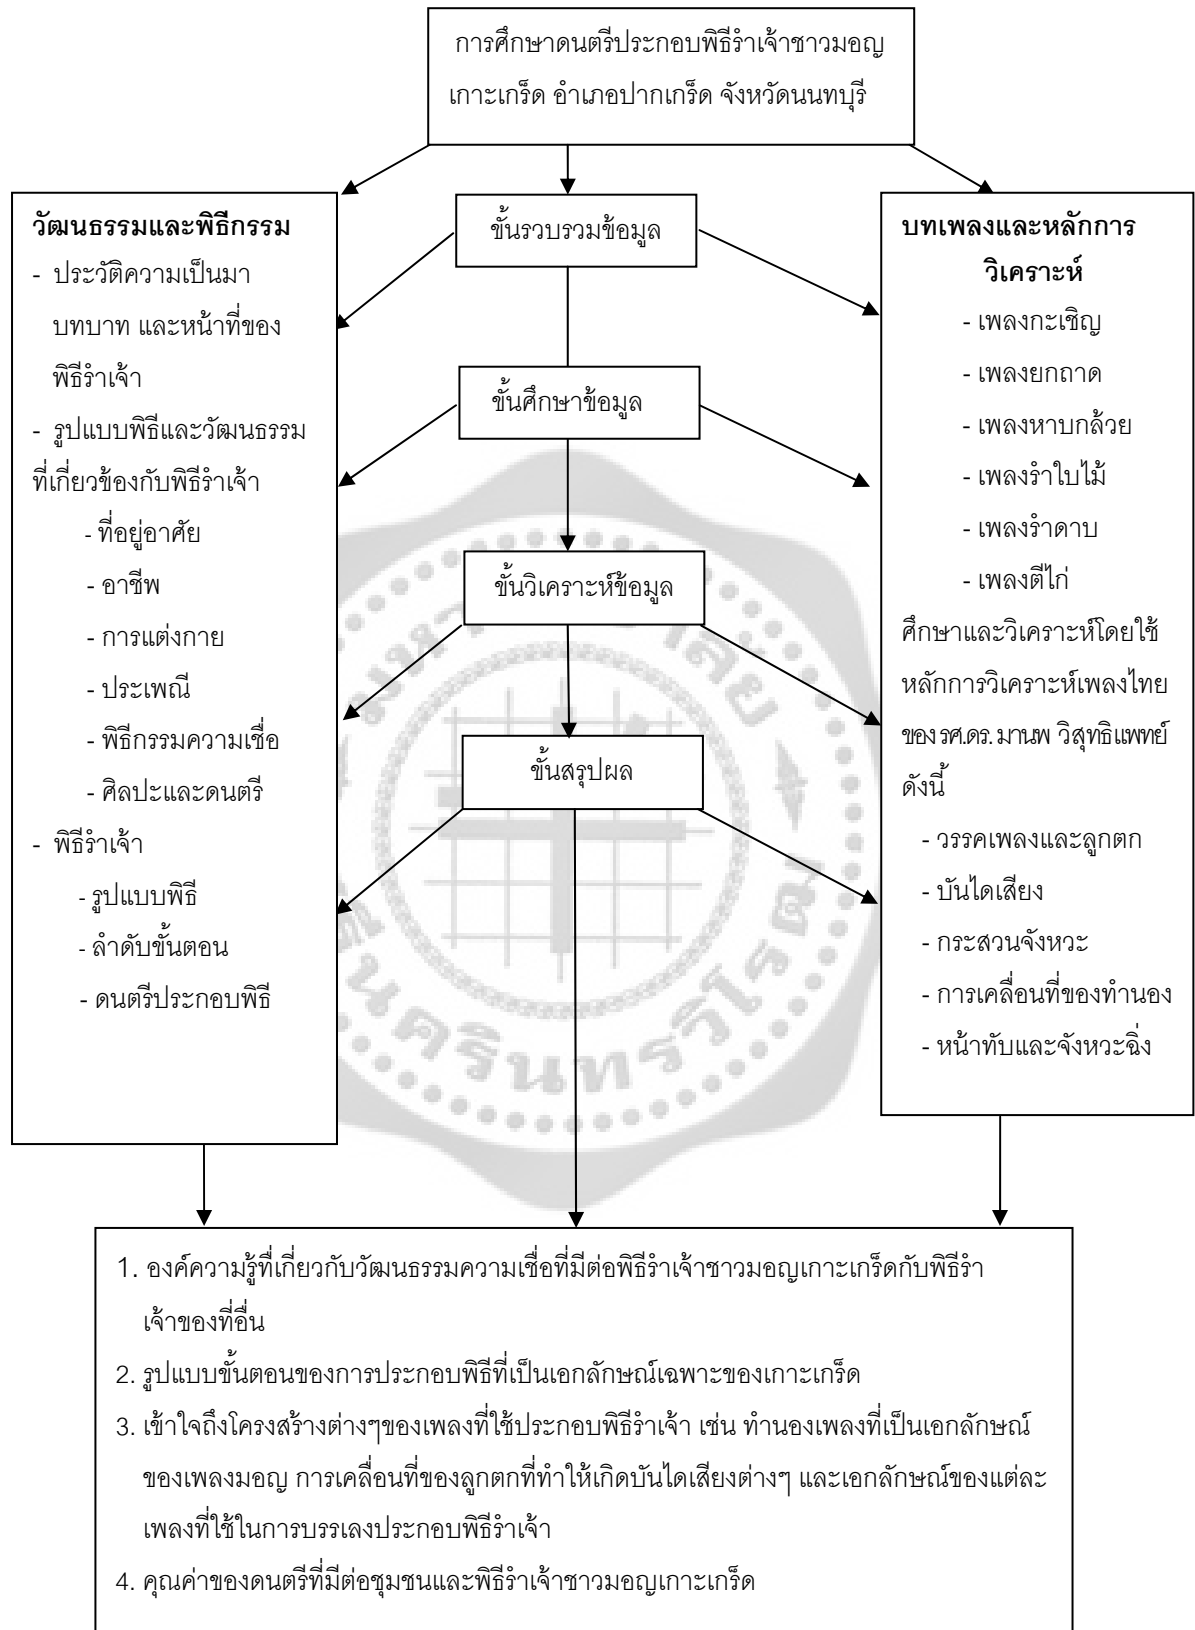 การศึกษาดนตรีประกอบพิธีรำเจ้าชาวมอญ
เกาะเกร็ด อำเภอปากเกร็ด จังหวัดนนทบุรี
วัฒนธรรมและพิธีกรรม
- ประวัติความเป็นมา
บทบาท และหน้าที่ของ
พิธีรำเจ้า
- รูปแบบพิธีและวัฒนธรรม
ที่เกี่ยวข้องกับพิธีรำเจ้า
- ที่อยู่อาศัย
- อาชีพ
- การแต่งกาย
- ประเพณี
- พิธีกรรมความเชื่อ
- ศิลปะและดนตรี
- พิธีรำเจ้า
- รูปแบบพิธี
- ลำดับขั้นตอน
- ดนตรีประกอบพิธี
ขั้นรวบรวมข้อมูล
ขั้นศึกษาข้อมูล
ขั้นวิเคราะห์ข้อมูล
ขั้นสรุปผล
บทเพลงและหลักการ
วิเคราะห์
- เพลงกะเชิญ
- เพลงยกถาด
- เพลงหาบกล้วย
- เพลงรำใบไม้
- เพลงรำดาบ
- เพลงตีไก่
ศึกษาและวิเคราะห์โดยใช้
หลักการวิเคราะห์เพลงไทย
ของ รศ.ดร. มานพ วิสุทธิแพทย์
ดังนี้
- วรรคเพลงและลูกตก
- บันไดเสียง
- กระสวนจังหวะ
- การเคลื่อนที่ของทำนอง
- หน้าทับและจังหวะฉิ่ง
1. องค์ความรู้ที่เกี่ยวกับวัฒนธรรมความเชื่อที่มีต่อพิธีรำเจ้าชาวมอญเกาะเกร็ดกับพิธีรำ
เจ้าของที่อื่น
2. รูปแบบขั้นตอนของการประกอบพิธีที่เป็นเอกลักษณ์เฉพาะของเกาะเกร็ด
3. เข้าใจถึงโครงสร้างต่างๆของเพลงที่ใช้ประกอบพิธีรำเจ้า เช่น ทำนองเพลงที่เป็นเอกลักษณ์
ของเพลงมอญ การเคลื่อนที่ของลูกตกที่ทำให้เกิดบันไดเสียงต่างๆ และเอกลักษณ์ของแต่ละ
เพลงที่ใช้ในการบรรเลงประกอบพิธีรำเจ้า
4. คุณค่าของดนตรีที่มีต่อชุมชนและพิธีรำเจ้าชาวมอญเกาะเกร็ด